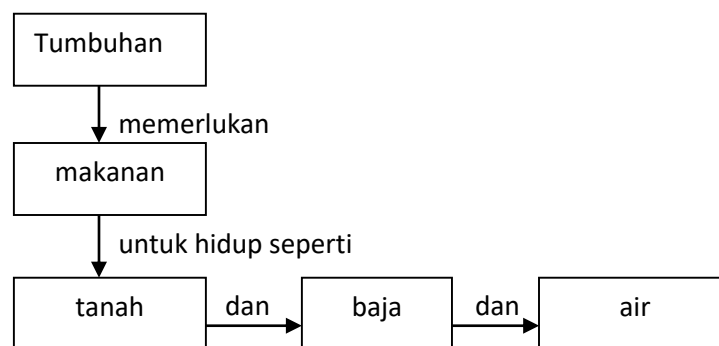 Tumbuhan
memerlukan
makanan
untuk hidup seperti
tanah dan baja dan air